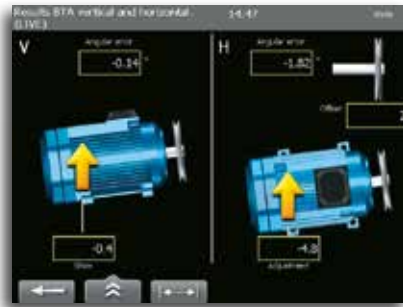 Results BTA vertical and horizontal. 14:47
(LIVE)
V
Angular error
-0.14 °
H
Angular error
-1.82 °
Offset
-0.4
Shim
-4.8
Adjustment